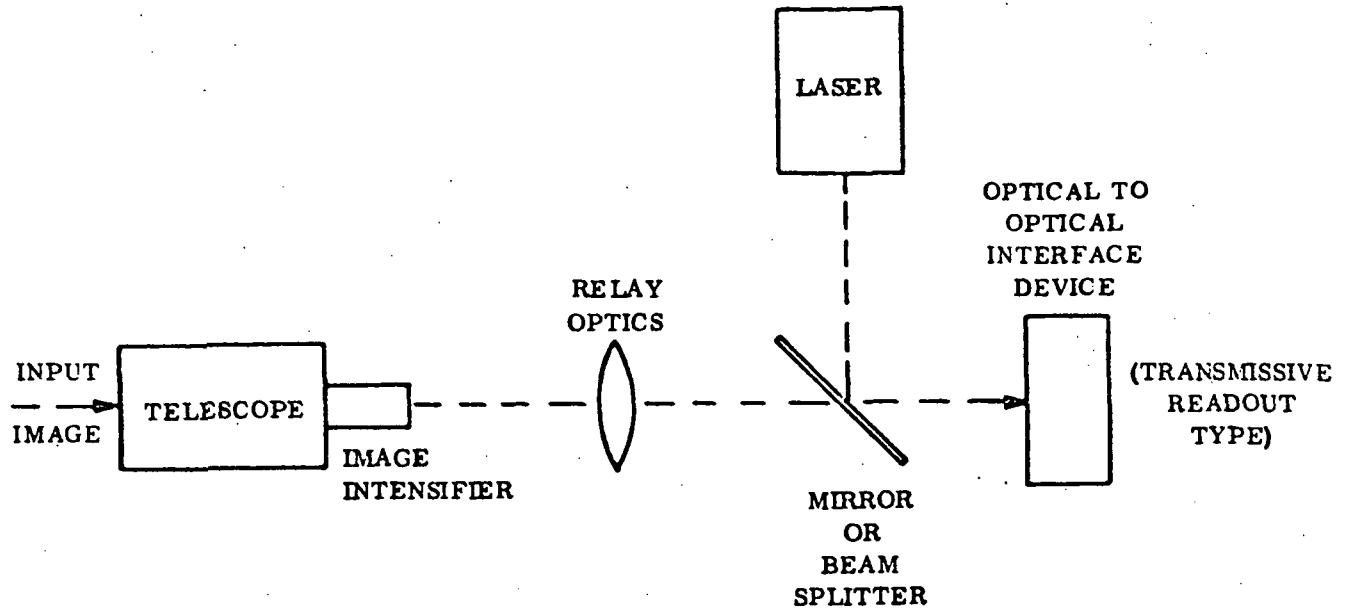 LASER
OPTICAL TO
OPTICAL
INTERFACE
DEVICE
RELAY
OPTICS
INPUT
IMAGE
TELESCOPE
IMAGE
INTENSIFIER
(TRANSMISSIVE
READOUT
TYPE)
MIRROR
OR
BEAM
SPLITTER